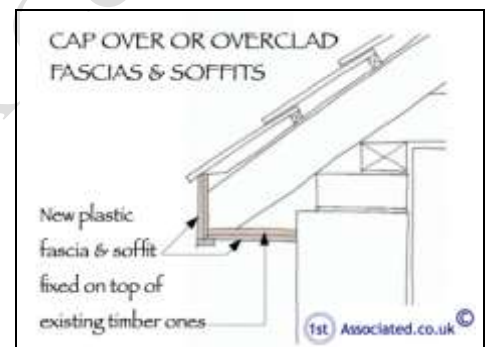 CAP OVER OR OVERCLAD
FASCIAS & SOFFITS
New plastic
fascia & soffit
fixed on top of
existing timber ones
1st Associated.co.uk ©